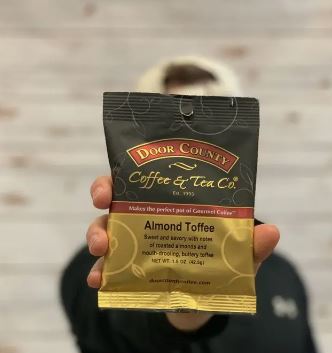 DOOR COUNTY
Coffee & Tea Co.®
Est. 1993
Makes the perfect pot of Gourmet Coffee™
Almond Toffee
Sweet and savory with notes
of roasted almonds and
mouth-drooling, buttery toffee
NET WT. 1.5 OZ (42.5g)
doorcountycoffee.com